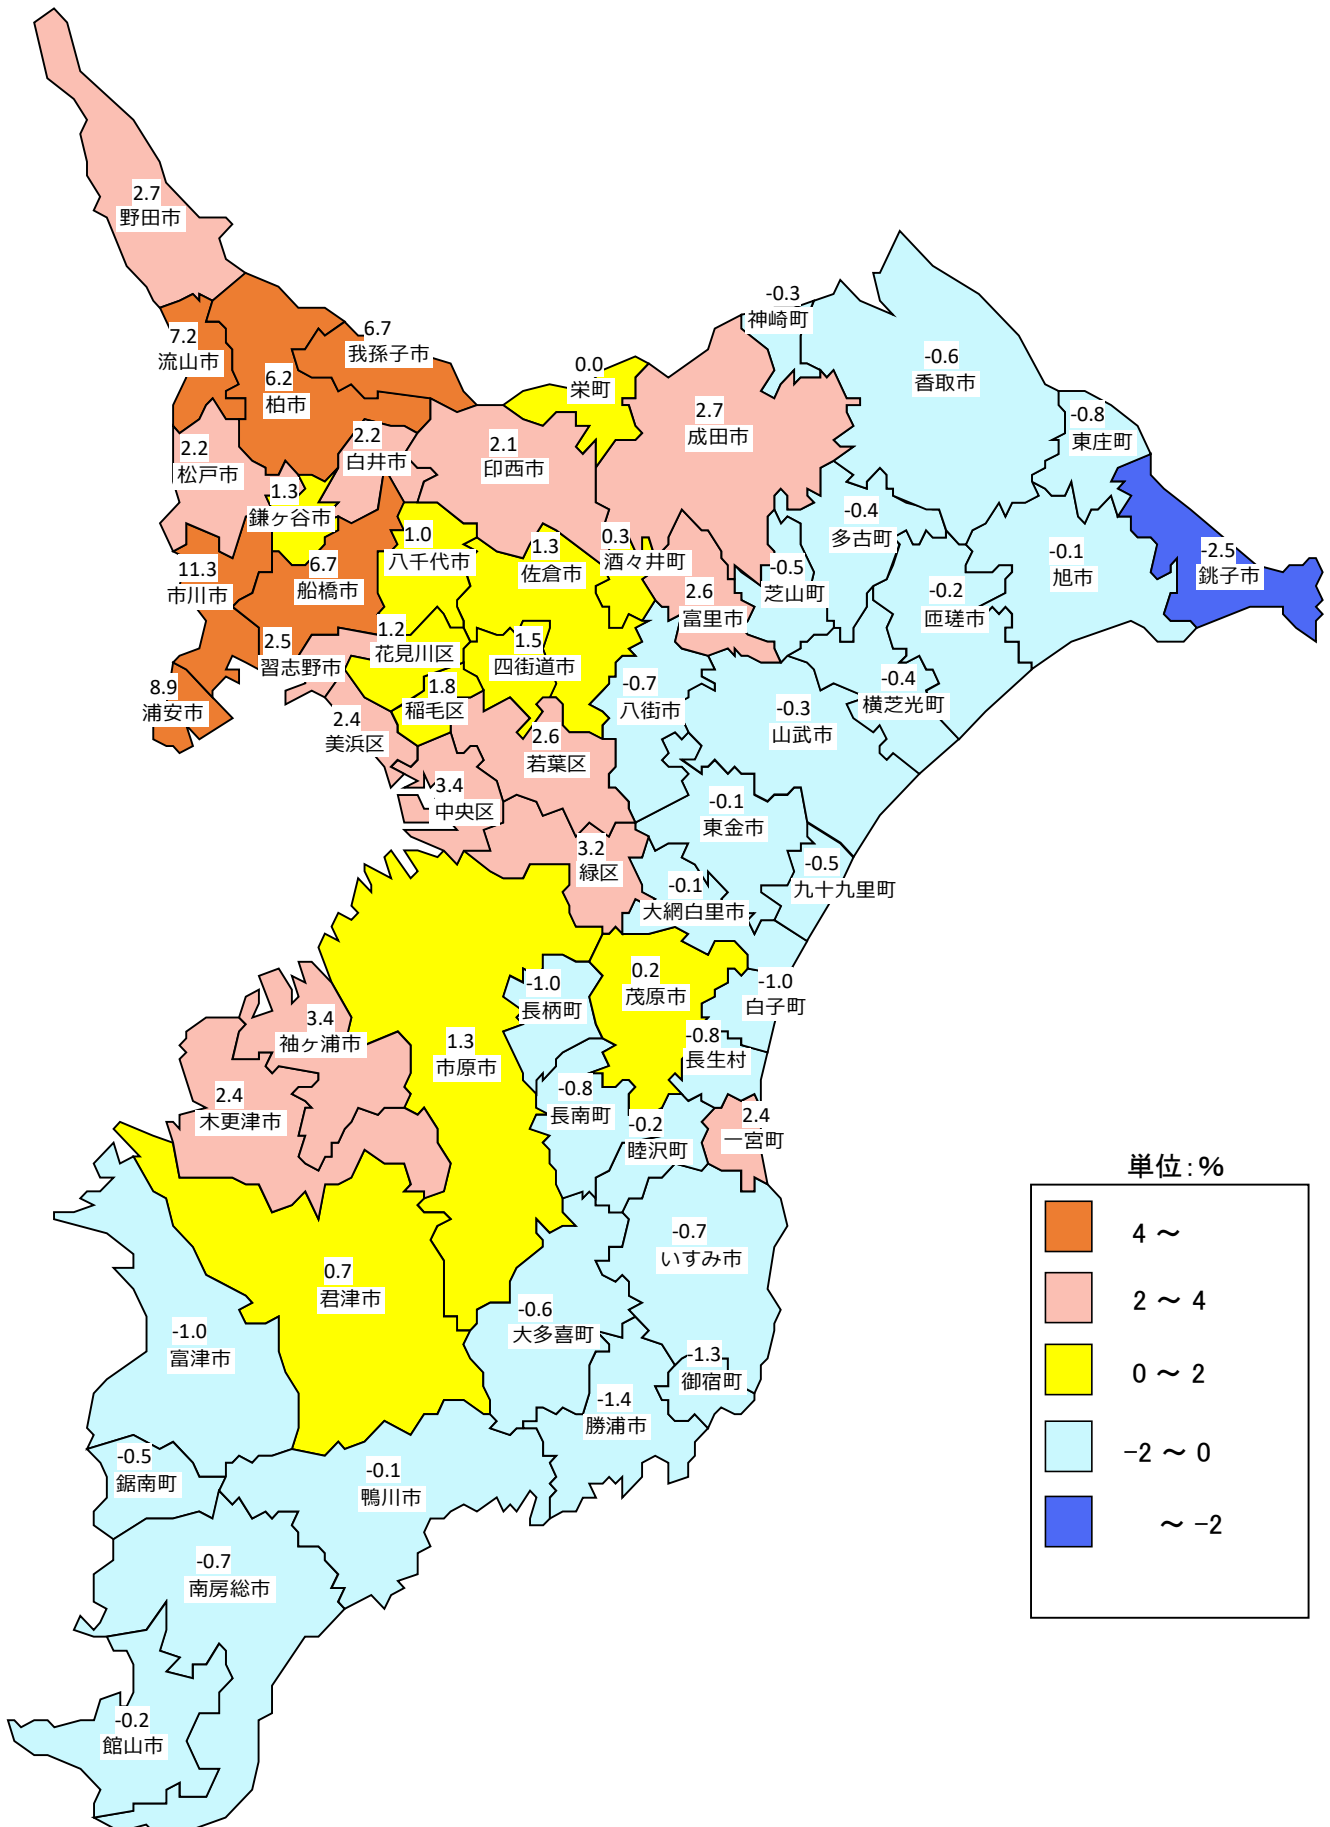 2.7
野田市
-0.3
神崎町
7.2
流山市
6.7
我孫子市
-0.6
香取市
6.2
柏市
0.0
栄町
2.7
成田市
-0.8
東庄町
2.2
松戸市
2.2
白井市
2.1
印西市
1.3
鎌ヶ谷市
-0.4
多古町
1.0
八千代市
1.3
佐倉市
0.3
酒々井町
-0.5
芝山町
-0.1
旭市
-2.5
銚子市
11.3
市川市
6.7
船橋市
2.6
富里市
-0.2
匝瑳市
2.5
習志野市
1.2
花見川区
1.5
四街道市
8.9
浦安市
1.8
稲毛区
-0.7
八街市
-0.4
横芝光町
2.4
美浜区
2.6
若葉区
-0.3
山武市
3.4
中央区
-0.1
東金市
3.2
緑区
-0.5
九十九里町
-0.1
大網白里市
-1.0
長柄町
0.2
茂原市
-1.0
白子町
3.4
袖ヶ浦市
1.3
市原市
-0.8
長生村
2.4
木更津市
-0.8
長南町
-0.2
睦沢町
2.4
一宮町
単位：%
4 ～
2 ～ 4
0 ～ 2
-2 ～ 0
～ -2
-0.7
いすみ市
0.7
君津市
-0.6
大多喜町
-1.0
富津市
-1.3
御宿町
-1.4
勝浦市
-0.5
鋸南町
-0.1
鴨川市
-0.7
南房総市
-0.2
館山市